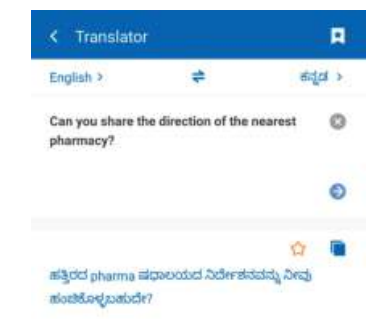 Translator
English > ಕನ್ನಡ >
Can you share the direction of the nearest
pharmacy?
ಹತ್ತಿರದ pharma ಷಧಾಲಯದ ನಿರ್ದೇಶನವನ್ನು ನೀವು
ಹಂಚಿಕೊಳ್ಳಬಹುದೇ?